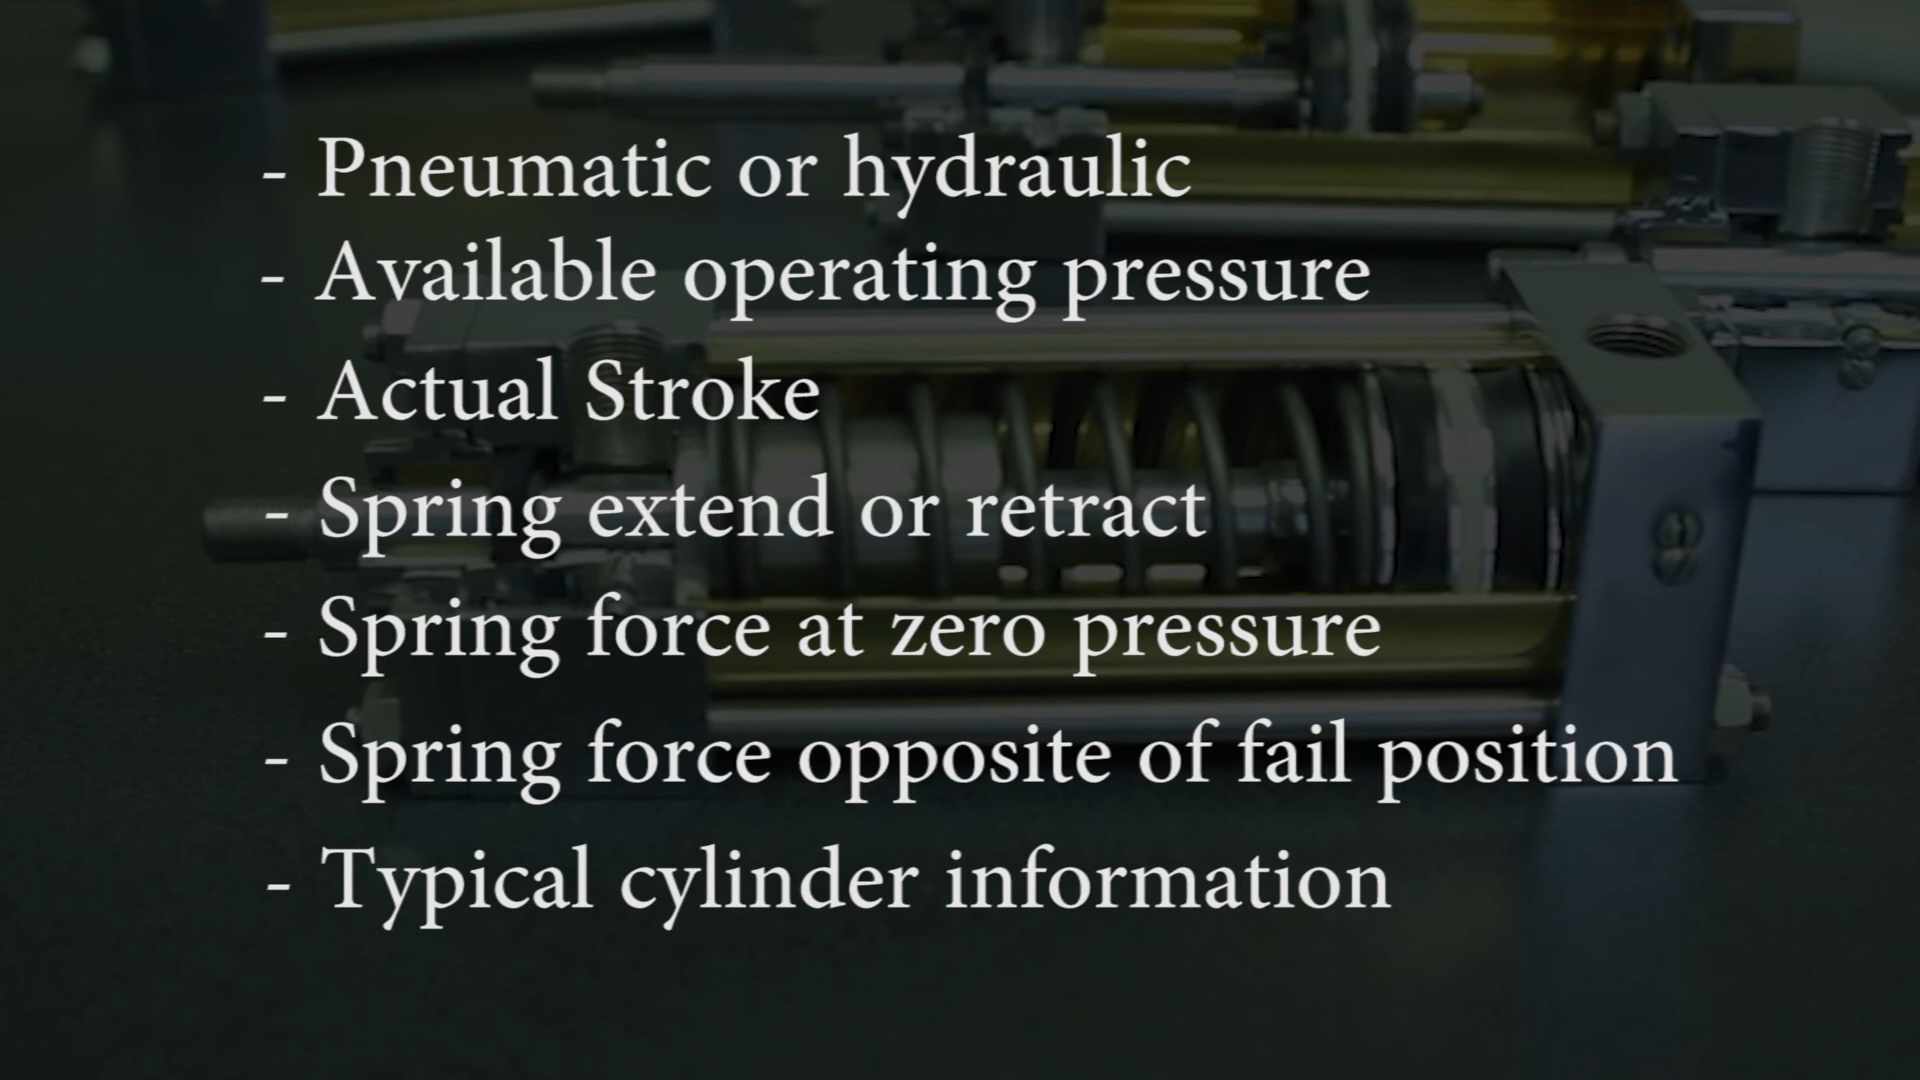 - Pneumatic or hydraulic
- Available operating pressure
- Actual Stroke
- Spring extend or retract
- Spring force at zero pressure
- Spring force opposite of fail position
- Typical cylinder information